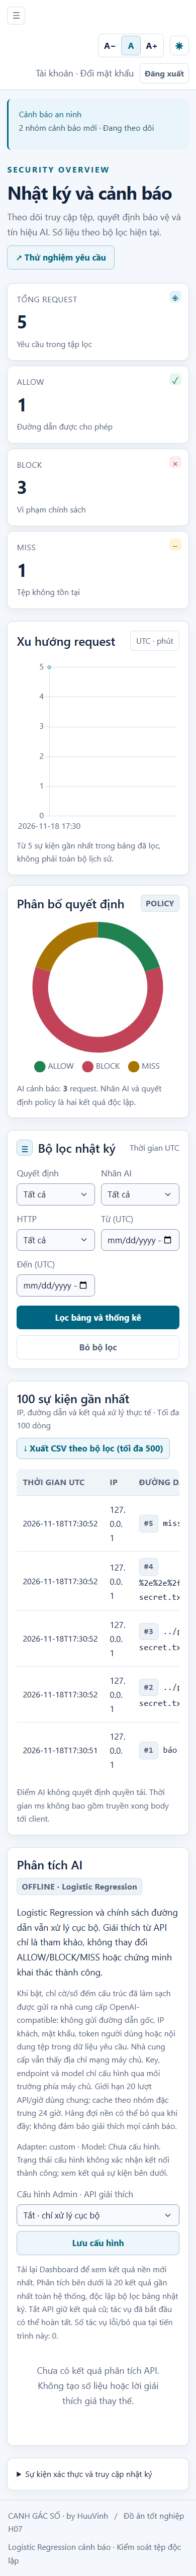 ☰
A−
A
A+
Tài khoản · Đổi mật khẩu
Đăng xuất
Cảnh báo an ninh
2 nhóm cảnh báo mới · Đang theo dõi
SECURITY OVERVIEW
Nhật ký và cảnh báo
Theo dõi truy cập tệp, quyết định bảo vệ và
tín hiệu AI. Số liệu theo bộ lọc hiện tại.
↗ Thử nghiệm yêu cầu
TỔNG REQUEST
5
Yêu cầu trong tập lọc
ALLOW
✓
1
Đường dẫn được cho phép
BLOCK
×
3
Vi phạm chính sách
MISS
−
1
Tệp không tồn tại
Xu hướng request
UTC · phút
5
4
3
2
1
0
2026-11-18 17:30
Từ 5 sự kiện gần nhất trong bảng đã lọc,
không phải toàn bộ lịch sử.
Phân bố quyết định
POLICY
ALLOW
BLOCK
MISS
AI cảnh báo: 3 request. Nhãn AI và quyết
định policy là hai kết quả độc lập.
☰
Bộ lọc nhật ký
Thời gian UTC
Quyết định
Nhãn AI
Tất cả
Tất cả
HTTP
Từ (UTC)
Tất cả
mm/dd/yyyy -
Đến (UTC)
mm/dd/yyyy -
Lọc bảng và thống kê
Bỏ bộ lọc
100 sự kiện gần nhất
IP, đường dẫn và kết quả xử lý thực tế · Tối đa
100 dòng
↓ Xuất CSV theo bộ lọc (tối đa 500)
THỜI GIAN UTC
IP
ĐƯỜNG D
2026-11-18T17:30:52
127.
0.0.
1
#5 miss
2026-11-18T17:30:52
127.
0.0.
1
#4
%2e%2e%2f
secret.tx
2026-11-18T17:30:52
127.
0.0.
1
#3 ../p
secret.tx
2026-11-18T17:30:52
127.
0.0.
1
#2 ../p
secret.tx
2026-11-18T17:30:51
127.
0.0.
1
#1 báo
Điểm AI không quyết định quyền tải. Thời
gian ms không bao gồm truyền xong body
tới client.
Phân tích AI
OFFLINE · Logistic Regression
Logistic Regression và chính sách đường
dẫn vẫn xử lý cục bộ. Giải thích từ API
chỉ là tham khảo, không thay đổi
ALLOW/BLOCK/MISS hoặc chứng minh
khai thác thành công.
Khi bật, chỉ cờ/số đếm cấu trúc đã làm sạch
được gửi ra nhà cung cấp OpenAI-
compatible: không gửi đường dẫn gốc, IP
khách, mật khẩu, token người dùng hoặc nội
dung tệp trong dữ liệu yêu cầu. Nhà cung
cấp vẫn thấy địa chỉ mạng máy chủ. Key,
endpoint và model chỉ cấu hình qua môi
trường phía máy chủ. Giới hạn 20 lượt
API/giờ dùng chung; cache theo nhóm đặc
trưng 24 giờ. Hàng đợi nền có thể bỏ qua khi
đầy; không đảm bảo giải thích mọi cảnh báo.
Adapter: custom · Model: Chưa cấu hình.
Trạng thái cấu hình không xác nhận kết nối
thành công; xem kết quả sự kiện bên dưới.
Cấu hình Admin · API giải thích
Tắt · chỉ xử lý cục bộ
Lưu cấu hình
Tải lại Dashboard để xem kết quả nền mới
nhất. Phân tích bên dưới là 20 kết quả gần
nhất toàn hệ thống, độc lập bộ lọc bảng nhật
ký. Tắt API giữ kết quả cũ; tác vụ đã bắt đầu
có thể hoàn tất. Số tác vụ lỗi/bỏ qua tại tiến
trình này: 0.
Chưa có kết quả phân tích API.
Không tạo số liệu hoặc lời giải
thích giả thay thế.
▶ Sự kiện xác thực và truy cập nhật ký
CANH GÁC SỐ · by HuuVinh / Đồ án tốt nghiệp
H07
Logistic Regression cảnh báo · Kiểm soát tệp độc
lập